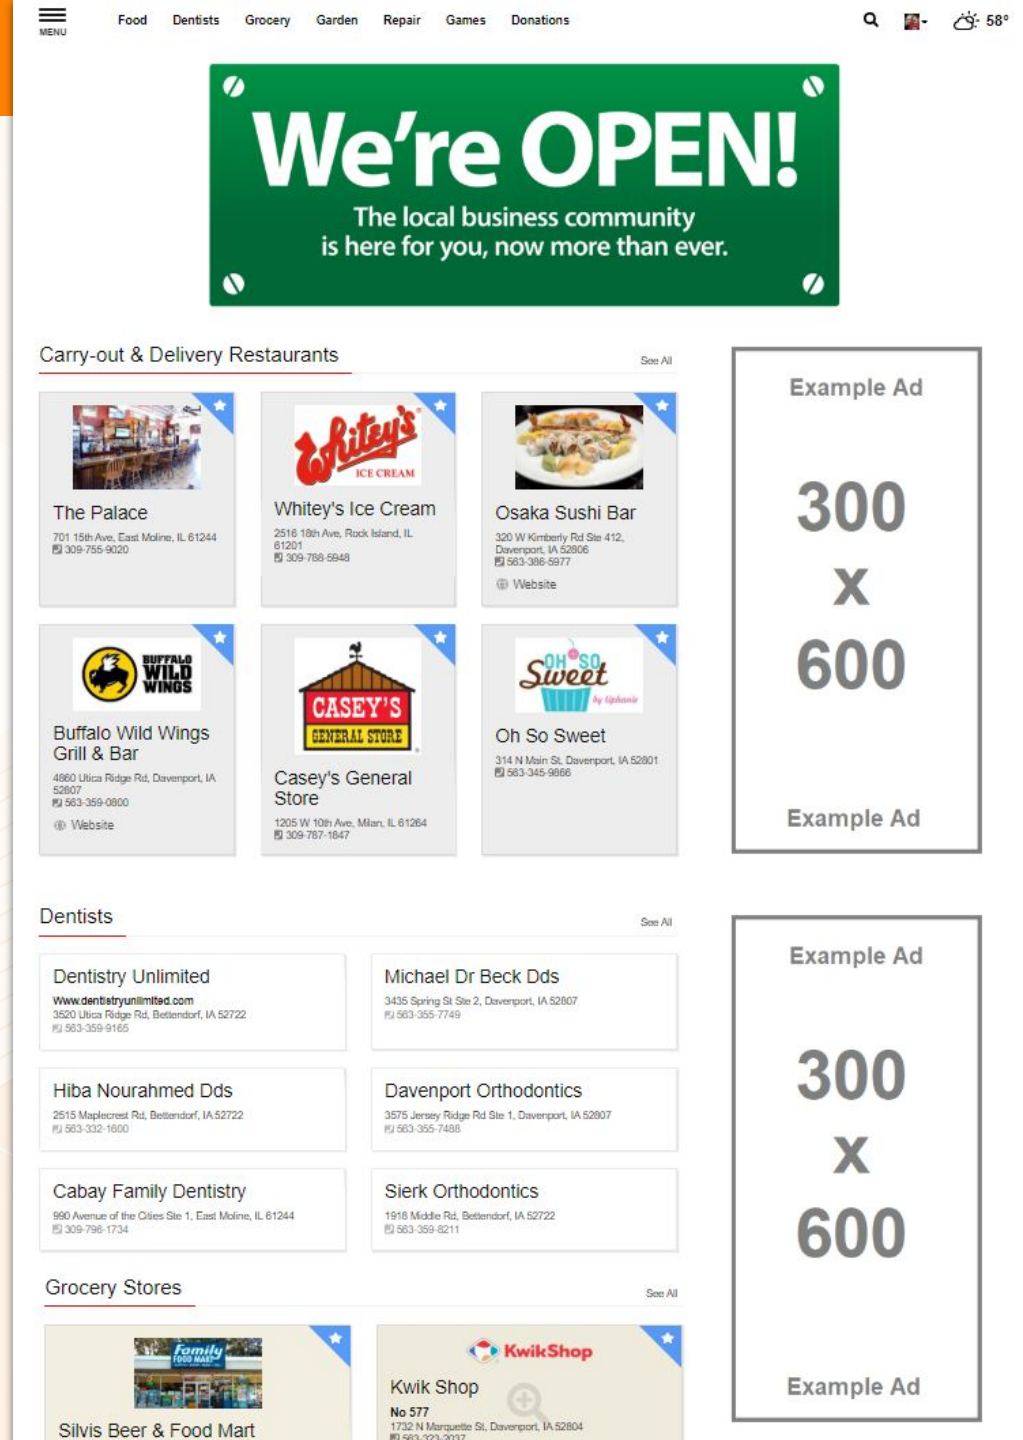 MENU
Food Dentists Grocery Garden Repair Games Donations
58°
We're OPEN!
The local business community
is here for you, now more than ever.
Carry-out & Delivery Restaurants
See All
The Palace
701 15th Ave, East Moline, IL 61244
309-755-9020
Whitey's
ICE CREAM
Whitey's Ice Cream
2516 18th Ave, Rock Island, IL
61201
309-788-5948
Osaka Sushi Bar
320 W Kimberly Rd Ste 412,
Davenport, IA 52806
563-386-5977
Website
BUFFALO
WILD
WINGS
Buffalo Wild Wings
Grill & Bar
4860 Utica Ridge Rd, Davenport, IA
52807
563-359-0800
Website
CASEY'S
GENERAL STORE
Casey's General
Store
1205 W 10th Ave, Milan, IL 61264
309-787-1847
OH SO
Sweet
by tiphanie
Oh So Sweet
314 N Main St, Davenport, IA 52801
563-345-9866
Example Ad
300
x
600
Example Ad
Dentists
See All
Dentistry Unlimited
Www.dentistryunlimited.com
3520 Utica Ridge Rd, Bettendorf, IA 52722
563-359-9165
Michael Dr Beck Dds
3435 Spring St Ste 2, Davenport, IA 52807
563-355-7749
Hiba Nourahmed Dds
2515 Maplecrest Rd, Bettendorf, IA 52722
563-332-1600
Davenport Orthodontics
3575 Jersey Ridge Rd Ste 1, Davenport, IA 52807
563-355-7488
Cabay Family Dentistry
990 Avenue of the Cities Ste 1, East Moline, IL 61244
309-796-1734
Sierk Orthodontics
1918 Middle Rd, Bettendorf, IA 52722
563-359-8211
Example Ad
300
x
600
Example Ad
Grocery Stores
See All
Family
FOOD MART
Silvis Beer & Food Mart
KwikShop
Kwik Shop
No 577
1732 N Marquette St, Davenport, IA 52804
563-323-2037